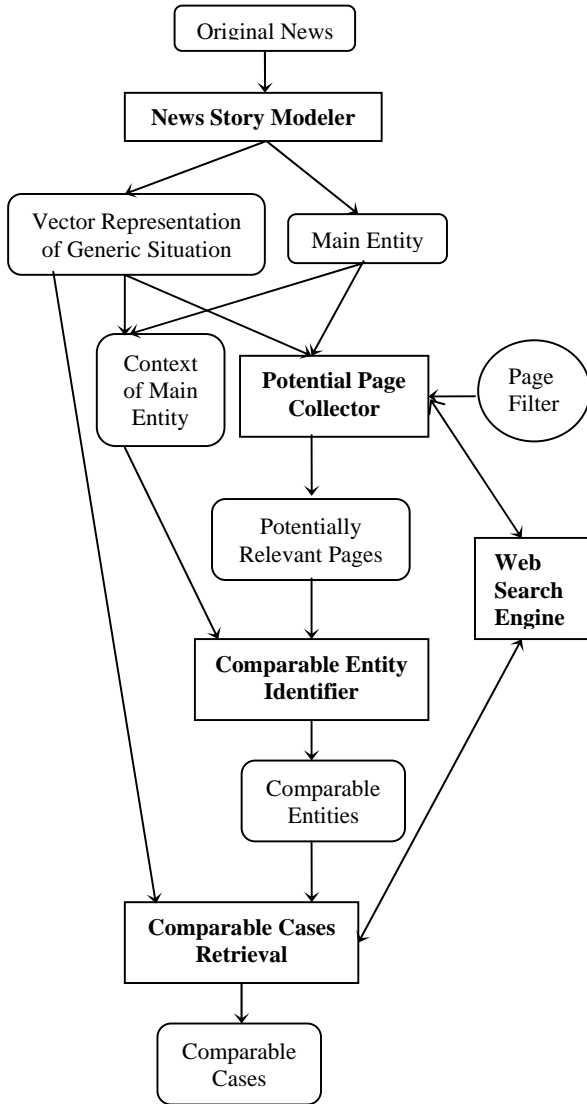 Original News
News Story Modeler
Vector Representation
of Generic Situation
Main Entity
Context
of Main
Entity
Potential Page
Collector
Page
Filter
Potentially
Relevant Pages
Web
Search
Engine
Comparable Entity
Identifier
Comparable
Entities
Comparable Cases
Retrieval
Comparable
Cases